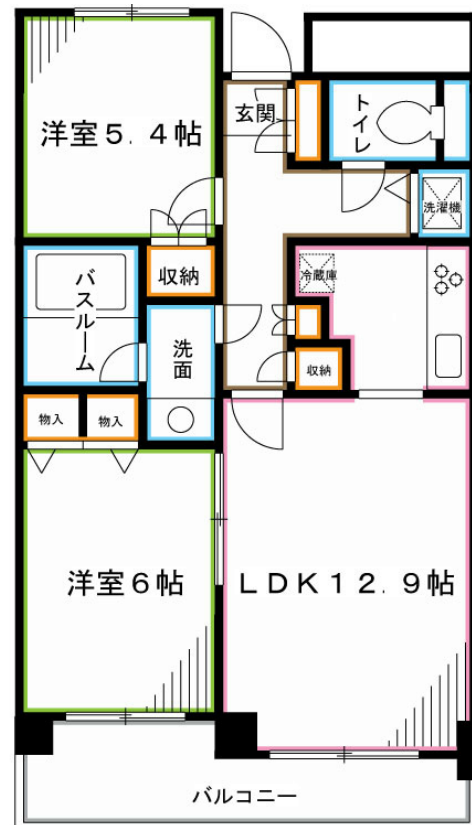 玄関
トイレ
洋室5.4帖
洗濯機
収納
冷蔵庫
バスルーム
洗面
収納
物入
物入
洋室6帖
LDK12.9帖
バルコニー